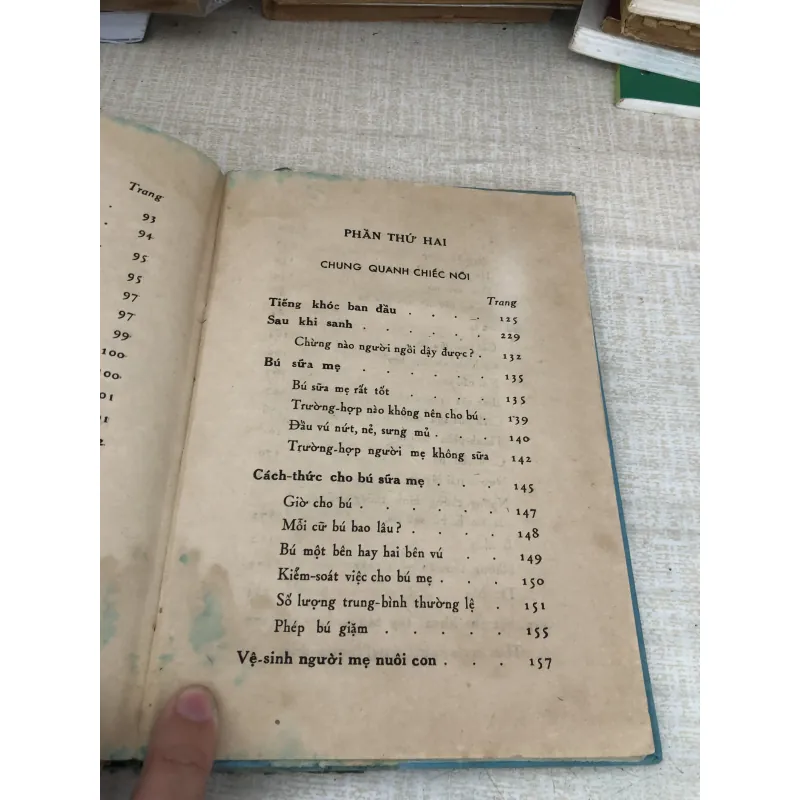 Trang
93
94
95
95
97
97
99
100
100
01
01
2
PHẦN THỨ HAI
CHUNG QUANH CHIẾC NÔI
Trang
Tiếng khóc ban đầu . . . . 125
Sau khi sanh . . . . . . 229
Chừng nào người ngồi dậy được? . 132
Bú sữa mẹ . . . . . . 135
Bú sữa mẹ rất tốt . . . . 135
Trường-hợp nào không nên cho bú . 139
Đầu vú nứt, nẻ, sưng mủ . . . 140
Trường-hợp người mẹ không sữa 142
Cách-thức cho bú sữa mẹ . . . 145
Giờ cho bú . . . . . . 147
Mỗi cữ bú bao lâu? . . . . 148
Bú một bên hay hai bên vú . . 149
Kiểm-soát việc cho bú mẹ . . . 150
Số lượng trung-bình thường lệ . 151
Phép bú giặm . . . . . 155
Vệ-sinh người mẹ nuôi con . . . 157